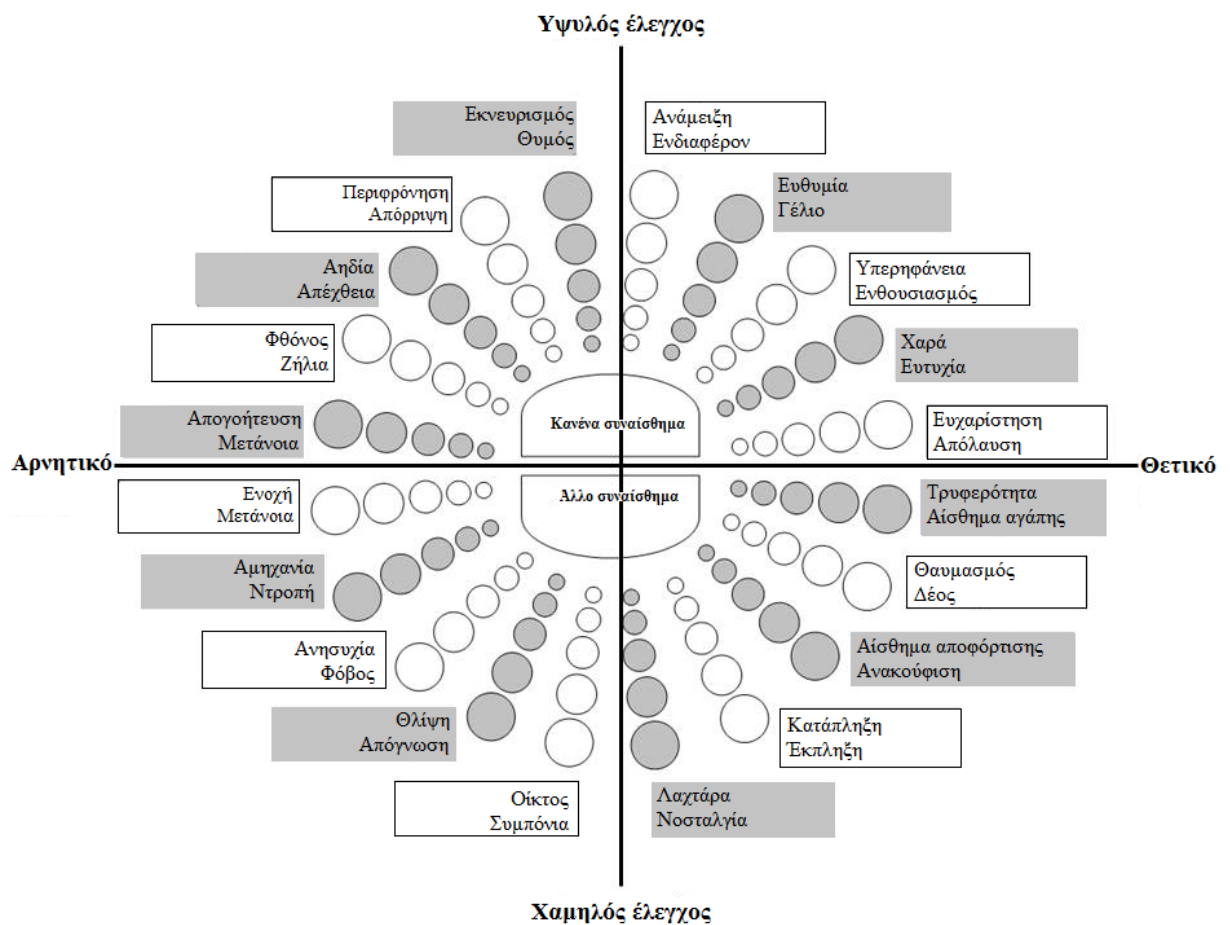 Υψυλός έλεγχος
Εκνευρισμός
Θυμός
Ανάμειξη
Ενδιαφέρον
Περιφρόνηση
Απόρριψη
Ευθυμία
Γέλιο
Αηδία
Απέχθεια
Υπερηφάνεια
Ενθουσιασμός
Φθόνος
Ζήλια
Χαρά
Ευτυχία
Απογοήτευση
Μετάνοια
Κανένα συναίσθημα
Ευχαρίστηση
Απόλαυση
Αρνητικό
Θετικό
Ενοχή
Μετάνοια
Άλλο συναίσθημα
Τρυφερότητα
Αίσθημα αγάπης
Αμηχανία
Ντροπή
Θαυμασμός
Δέος
Ανησυχία
Φόβος
Αίσθημα αποφόρτισης
Ανακούφιση
Θλίψη
Απόγνωση
Κατάπληξη
Έκπληξη
Οίκτος
Συμπόνια
Λαχτάρα
Νοσταλγία
Χαμηλός έλεγχος